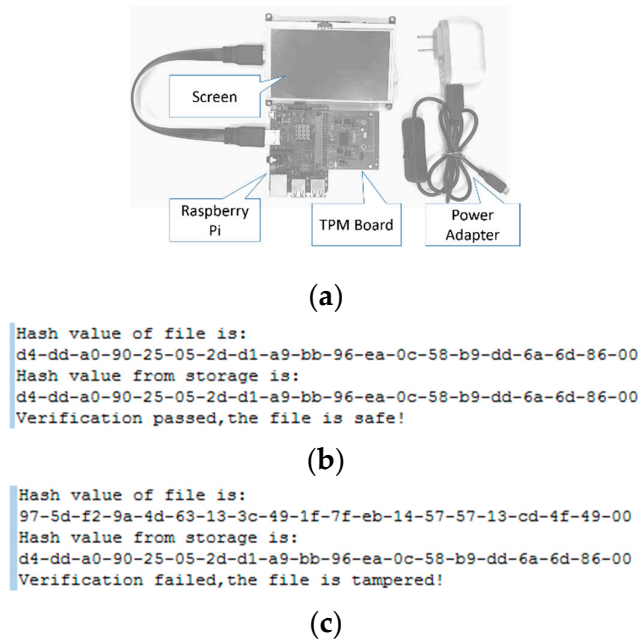 Screen
Raspberry
Pi
TPM Board
Power
Adapter
(a)
Hash value of file is:
d4-dd-a0-90-25-05-2d-d1-a9-bb-96-ea-0c-58-b9-dd-6a-6d-86-00
Hash value from storage is:
d4-dd-a0-90-25-05-2d-d1-a9-bb-96-ea-0c-58-b9-dd-6a-6d-86-00
Verification passed,the file is safe!
(b)
Hash value of file is:
97-5d-f2-9a-4d-63-13-3c-49-1f-7f-eb-14-57-57-13-cd-4f-49-00
Hash value from storage is:
d4-dd-a0-90-25-05-2d-d1-a9-bb-96-ea-0c-58-b9-dd-6a-6d-86-00
Verification failed,the file is tampered!
(c)